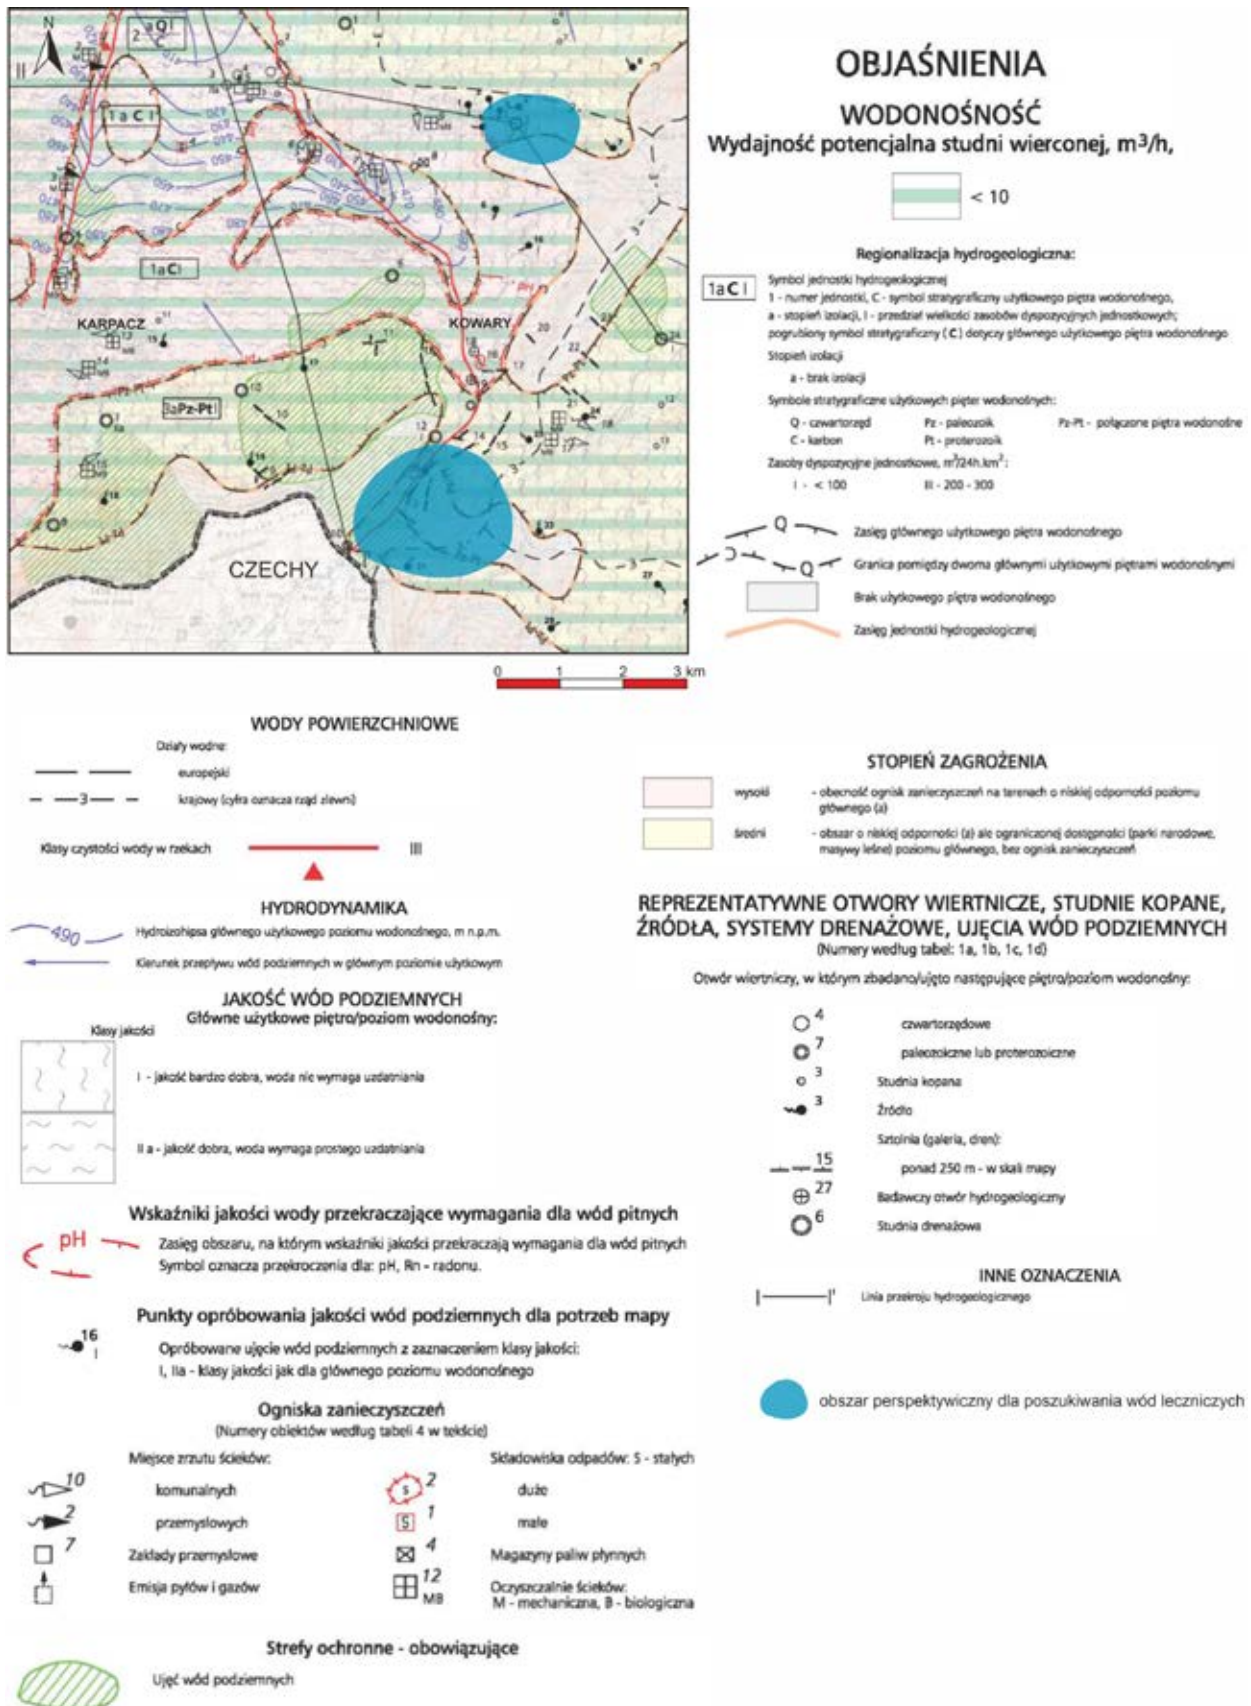 N
II
2 aQI
C
1aCI
1aCI
KARPACZ
KOWARY
3aPz-PtI
CZECHY
0 1 2 3 km
OBJAŚNIENIA
WODONOŚNOŚĆ
Wydajność potencjalna studni wierconej, m3/h,
< 10
Regionalizacja hydrogeologiczna:
1aCI
Symbol jednostki hydrogeologicznej
1 - numer jednostki, C - symbol stratygraficzny użytkowego piętra wodonośnego,
a - stopień izolacji, I - przedział wielkości zasobów dyspozycyjnych jednostkowych;
pogrubiony symbol stratygraficzny (C) dotyczy głównego użytkowego piętra wodonośnego
Stopień izolacji
a - brak izolacji
Symbole stratygraficzne użytkowych pięter wodonośnych:
Q - czwartorzęd Pz - paleozoik Pz-Pt - połączone piętra wodonośne
C - karbon Pt - proterozoik
Zasoby dyspozycyjne jednostkowe, m3/24h.km2:
I - < 100 III - 200 - 300
Q Zasięg głównego użytkowego piętra wodonośnego
C Q Granica pomiędzy dwoma głównymi użytkowymi piętrami wodonośnymi
Brak użytkowego piętra wodonośnego
Zasięg jednostki hydrogeologicznej
WODY POWIERZCHNIOWE
Działy wodne:
europejski
3 krajowy (cyfra oznacza rząd zlewni)
Klasy czystości wody w rzekach III
HYDRODYNAMIKA
490 Hydroizohipsa głównego użytkowego poziomu wodonośnego, m n.p.m.
Kierunek przepływu wód podziemnych w głównym poziomie użytkowym
JAKOŚĆ WÓD PODZIEMNYCH
Główne użytkowe piętro/poziom wodonośny:
Klasy jakości
I - jakość bardzo dobra, woda nie wymaga uzdatniania
II a - jakość dobra, woda wymaga prostego uzdatniania
Wskaźniki jakości wody przekraczające wymagania dla wód pitnych
pH Zasięg obszaru, na którym wskaźniki jakości przekraczają wymagania dla wód pitnych
Symbol oznacza przekroczenia dla: pH, Rn - radonu.
Punkty opróbowania jakości wód podziemnych dla potrzeb mapy
16
I
Opróbowane ujęcie wód podziemnych z zaznaczeniem klasy jakości:
I, IIa - klasy jakości jak dla głównego poziomu wodonośnego
Ogniska zanieczyszczeń
(Numery obiektów według tabeli 4 w tekście)
Miejsce zrzutu ścieków:
10 komunalnych
2 przemysłowych
7 Zakłady przemysłowe
Emisja pyłów i gazów
Składowiska odpadów: S - stałych
S 2 duże
S 1 małe
4 Magazyny paliw płynnych
12 MB Oczyszczalnie ścieków:
M - mechaniczna, B - biologiczna
Strefy ochronne - obowiązujące
Ujęć wód podziemnych
STOPIEŃ ZAGROŻENIA
wysoki - obecność ognisk zanieczyszczeń na terenach o niskiej odporności poziomu
głównego (a)
średni - obszar o niskiej odporności (a) ale ograniczonej dostępności (parki narodowe,
masywy leśne) poziomu głównego, bez ognisk zanieczyszczeń
REPREZENTATYWNE OTWORY WIERTNICZE, STUDNIE KOPANE,
ŹRÓDŁA, SYSTEMY DRENAŻOWE, UJĘCIA WÓD PODZIEMNYCH
(Numery według tabel: 1a, 1b, 1c, 1d)
Otwór wiertniczy, w którym zbadano/ujęto następujące piętro/poziom wodonośny:
4 czwartorzędowe
7 paleozoiczne lub proterozoiczne
3 Studnia kopana
3 Źródło
Sztolnia (galeria, dren):
15 ponad 250 m - w skali mapy
27 Badawczy otwór hydrogeologiczny
6 Studnia drenażowa
INNE OZNACZENIA
I I' Linia przekroju hydrogeologicznego
obszar perspektywiczny dla poszukiwania wód leczniczych